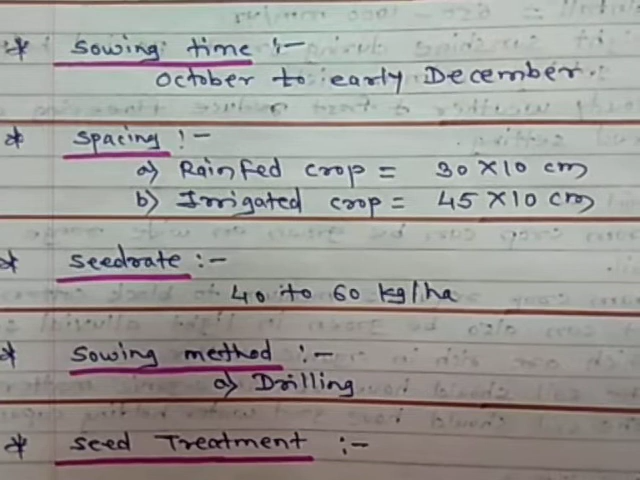 * Sowing time :-
October to early December.
* Spacing :-
a) Rainfed crop = 30 × 10 cm
b) Irrigated crop = 45 × 10 cm
* Seedrate :-
40 to 60 kg/ha
* Sowing method :-
a) Drilling
* Seed Treatment :-